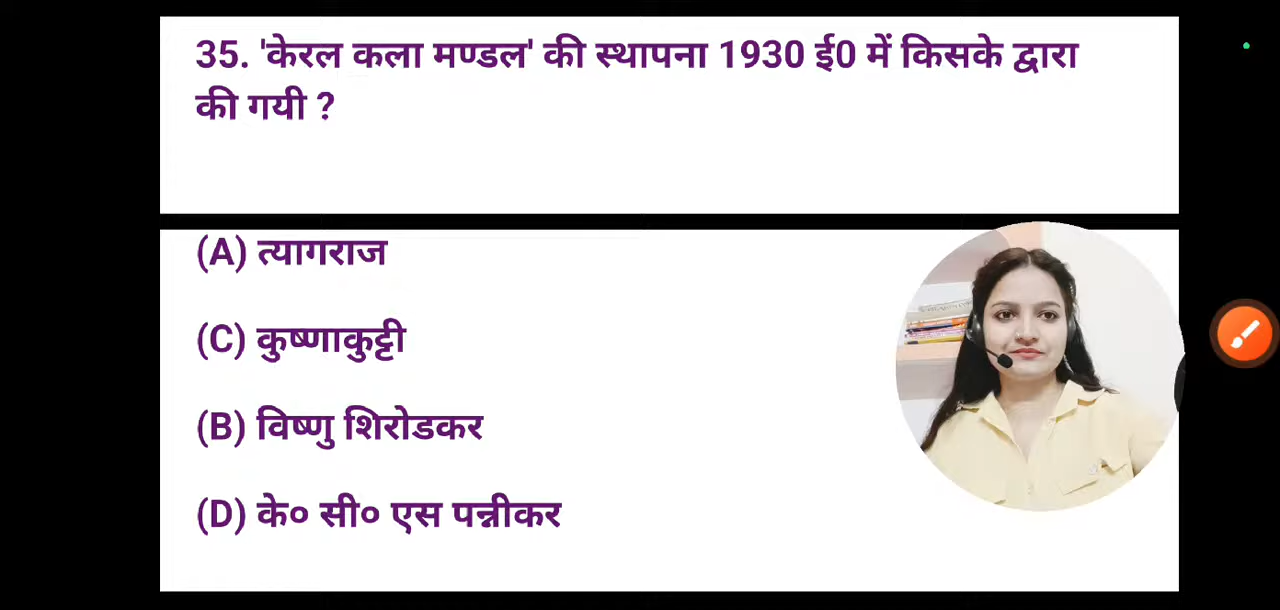 35. 'केरल कला मण्डल' की स्थापना 1930 ई0 में किसके द्वारा
की गयी ?
(A) त्यागराज
(C) कुष्णाकुट्टी
(B) विष्णु शिरोडकर
(D) के० सी० एस पन्नीकर